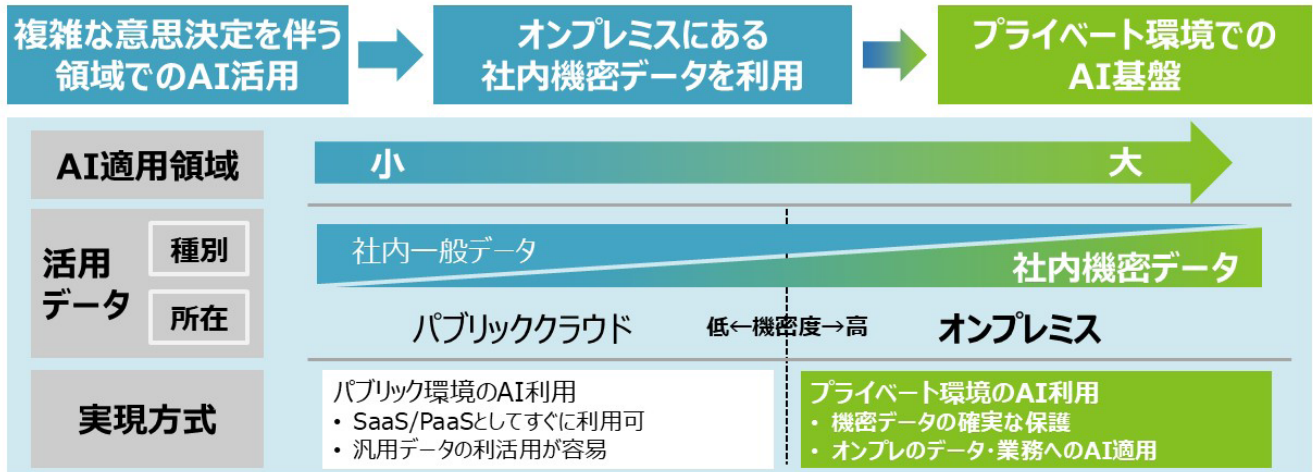 複雑な意思決定を伴う
領域でのAI活用
オンプレミスにある
社内機密データを利用
プライベート環境での
AI基盤
AI適用領域
小
大
活用
データ
種別
所在
社内一般データ
社内機密データ
パブリッククラウド
低←機密度→高
オンプレミス
実現方式
パブリック環境のAI利用
• SaaS/PaaSとしてすぐに利用可
• 汎用データの利活用が容易
プライベート環境のAI利用
• 機密データの確実な保護
• オンプレのデータ・業務へのAI適用